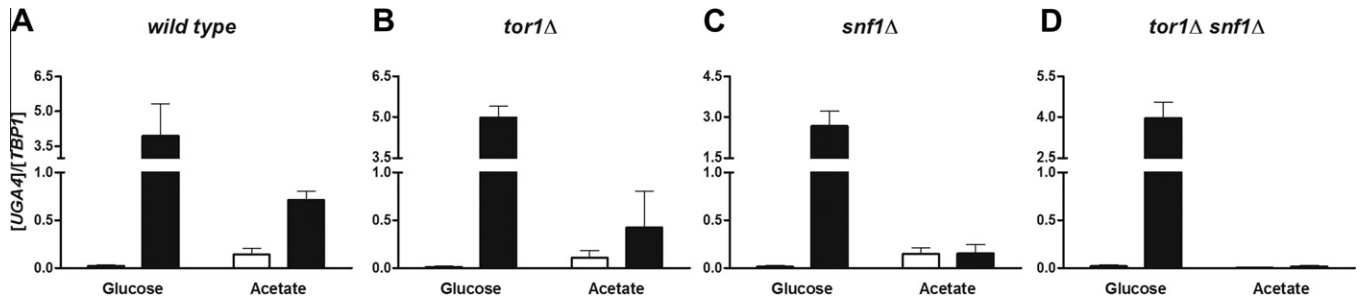 A wild type
B tor1Δ
C snf1Δ
D tor1Δ snf1Δ
[UGA4]/[TBP1]
6.5
5.0
3.5
1.0
0.5
0.0
Glucose Acetate
6.5
5.0
3.5
1.0
0.5
0.0
Glucose Acetate
4.5
3.0
1.5
1.0
0.5
0.0
Glucose Acetate
5.5
4.0
2.5
1.0
0.5
0.0
Glucose Acetate